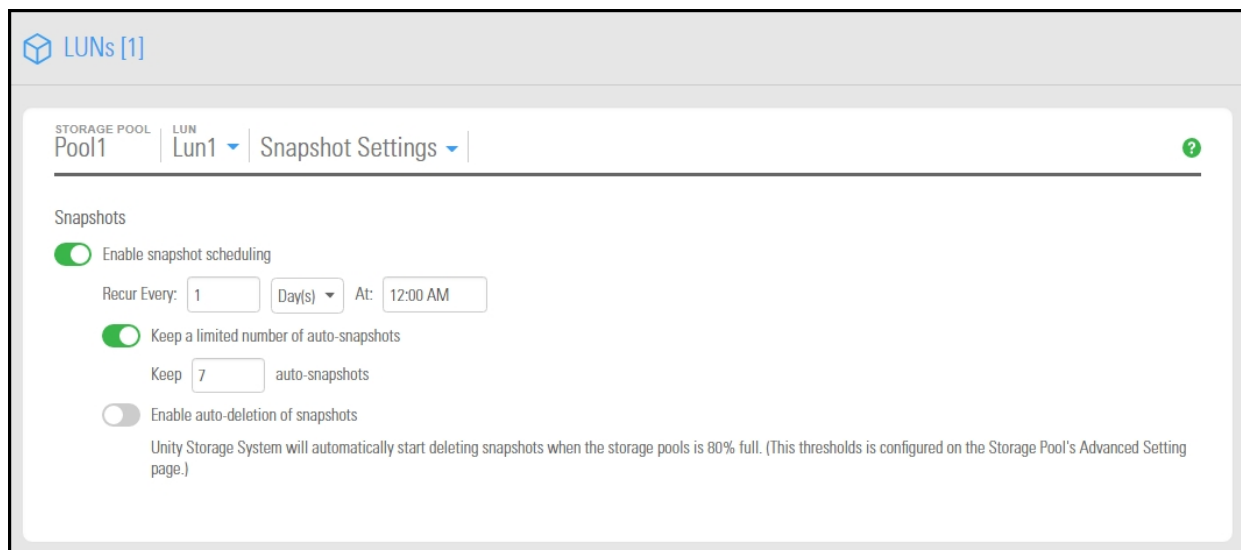 LUNs [1]
STORAGE POOL LUN
Pool1 Lun1 Snapshot Settings
?
Snapshots
Enable snapshot scheduling
Recur Every: 1 Day(s) At: 12:00 AM
Keep a limited number of auto-snapshots
Keep 7 auto-snapshots
Enable auto-deletion of snapshots
Unity Storage System will automatically start deleting snapshots when the storage pools is 80% full. (This thresholds is configured on the Storage Pool's Advanced Setting
page.)